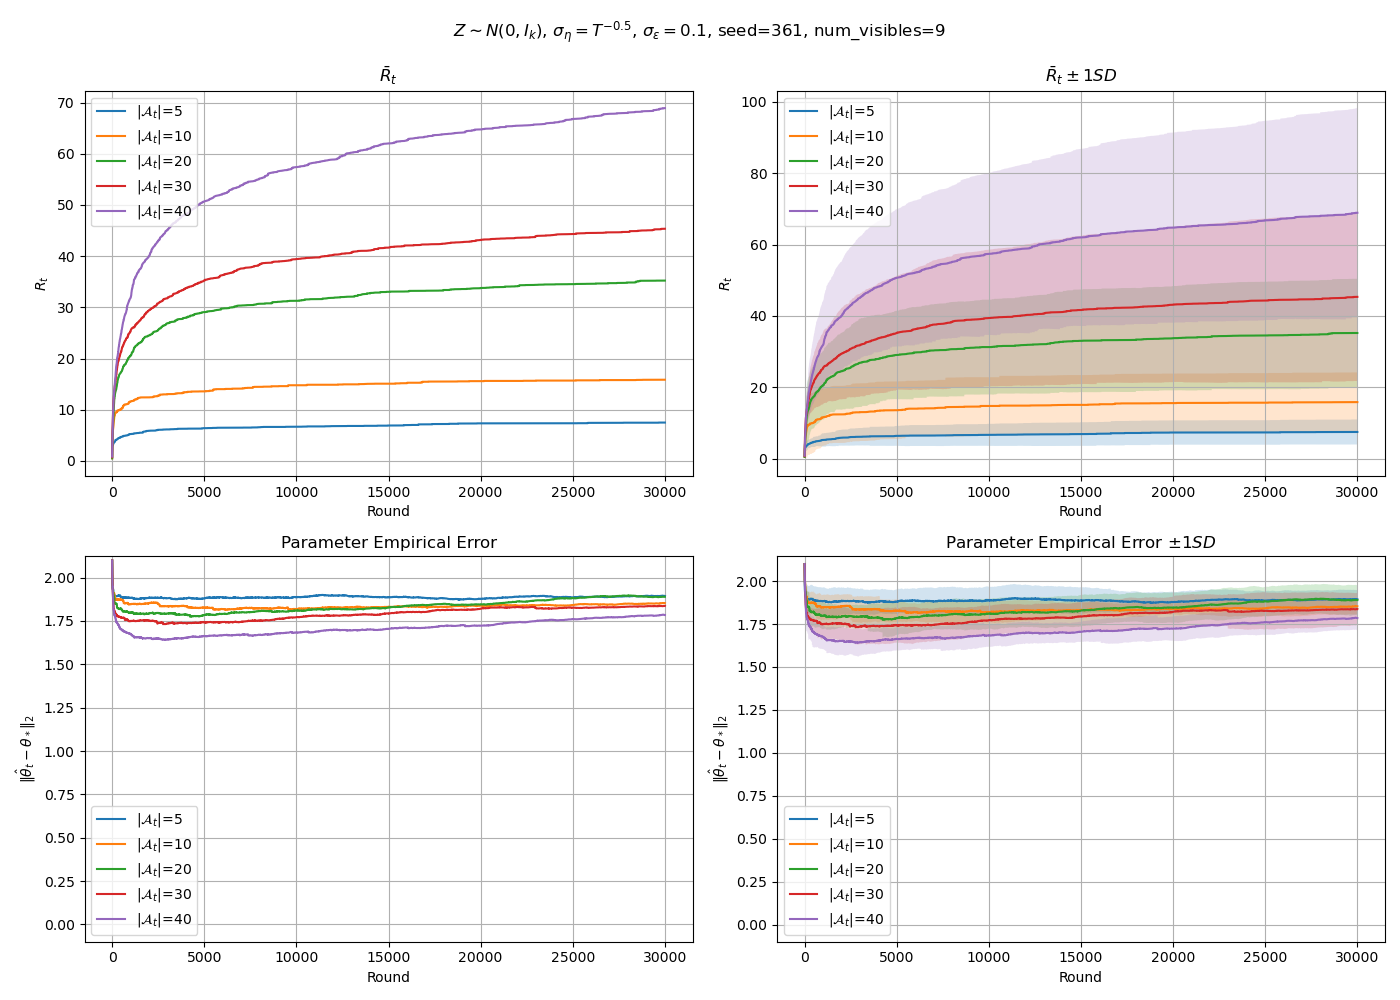 Z ∼ N(0, I_k), σ_η = T^{−0.5}, σ_ε = 0.1, seed=361, num_visibles=9
R̄_t
R_t
70
60
50
40
30
20
10
0
|𝒜_t|=5
|𝒜_t|=10
|𝒜_t|=20
|𝒜_t|=30
|𝒜_t|=40
0 5000 10000 15000 20000 25000 30000
Round
R̄_t ± 1SD
R_t
100
80
60
40
20
0
|𝒜_t|=5
|𝒜_t|=10
|𝒜_t|=20
|𝒜_t|=30
|𝒜_t|=40
0 5000 10000 15000 20000 25000 30000
Round
Parameter Empirical Error
‖θ̂_t − θ_*‖_2
2.00
1.75
1.50
1.25
1.00
0.75
0.50
0.25
0.00
|𝒜_t|=5
|𝒜_t|=10
|𝒜_t|=20
|𝒜_t|=30
|𝒜_t|=40
0 5000 10000 15000 20000 25000 30000
Round
Parameter Empirical Error ±1SD
‖θ̂_t − θ_*‖_2
2.00
1.75
1.50
1.25
1.00
0.75
0.50
0.25
0.00
|𝒜_t|=5
|𝒜_t|=10
|𝒜_t|=20
|𝒜_t|=30
|𝒜_t|=40
0 5000 10000 15000 20000 25000 30000
Round